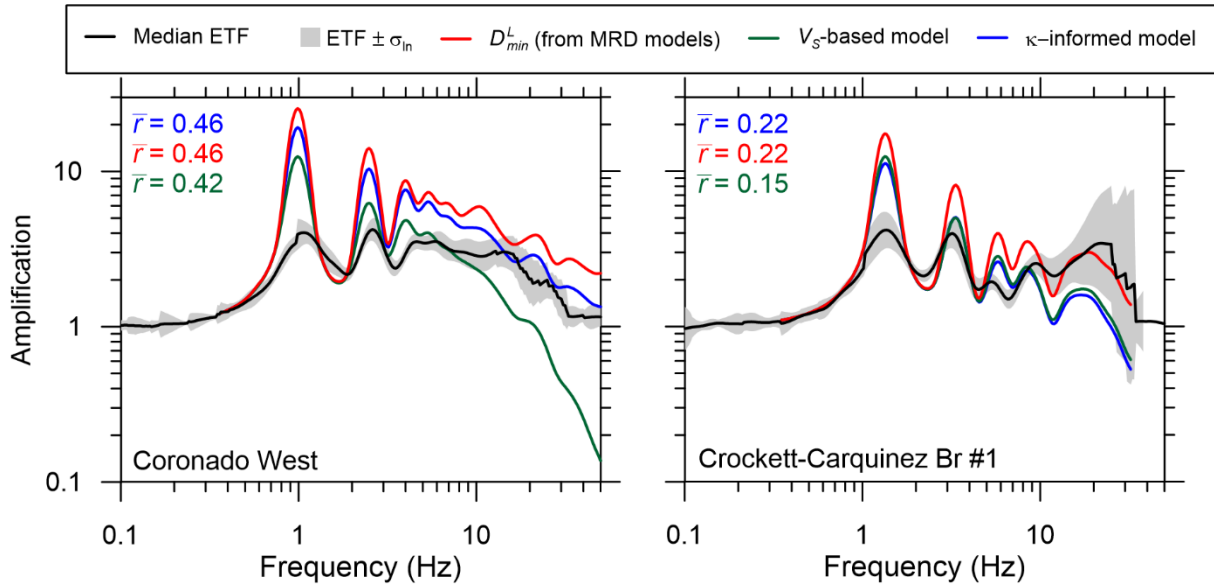 Median ETF ETF ± σln DLmin (from MRD models) VS-based model κ–informed model
r̅ = 0.46
r̅ = 0.46
r̅ = 0.42
r̅ = 0.22
r̅ = 0.22
r̅ = 0.15
Amplification
10
1
0.1
Coronado West
Crockett-Carquinez Br #1
0.1 1 10
0.1 1 10
Frequency (Hz)
Frequency (Hz)